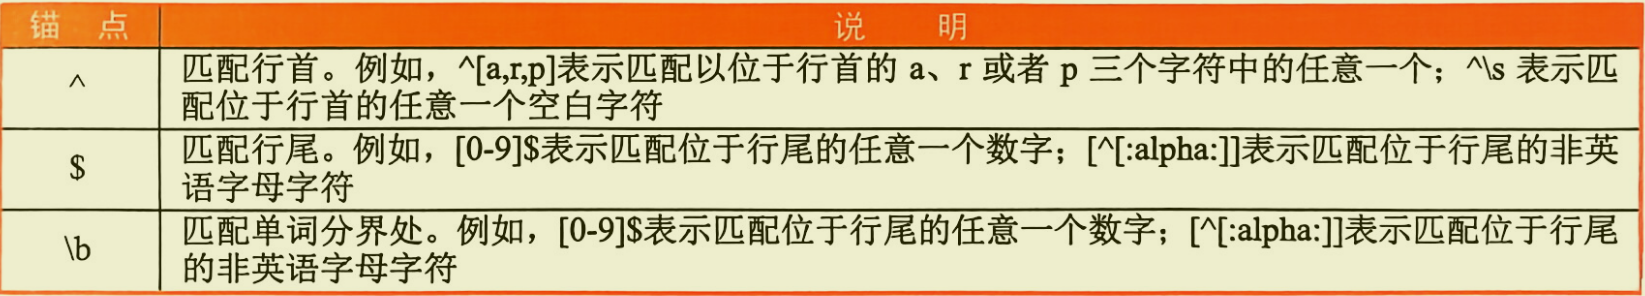 锚 点 说 明
^ 匹配行首。例如，^[a,r,p]表示匹配以位于行首的 a、r 或者 p 三个字符中的任意一个；^\s 表示匹
配位于行首的任意一个空白字符
$ 匹配行尾。例如，[0-9]$表示匹配位于行尾的任意一个数字；[^[:alpha:]]表示匹配位于行尾的非英
语字母字符
\b 匹配单词分界处。例如，[0-9]$表示匹配位于行尾的任意一个数字；[^[:alpha:]]表示匹配位于行尾
的非英语字母字符